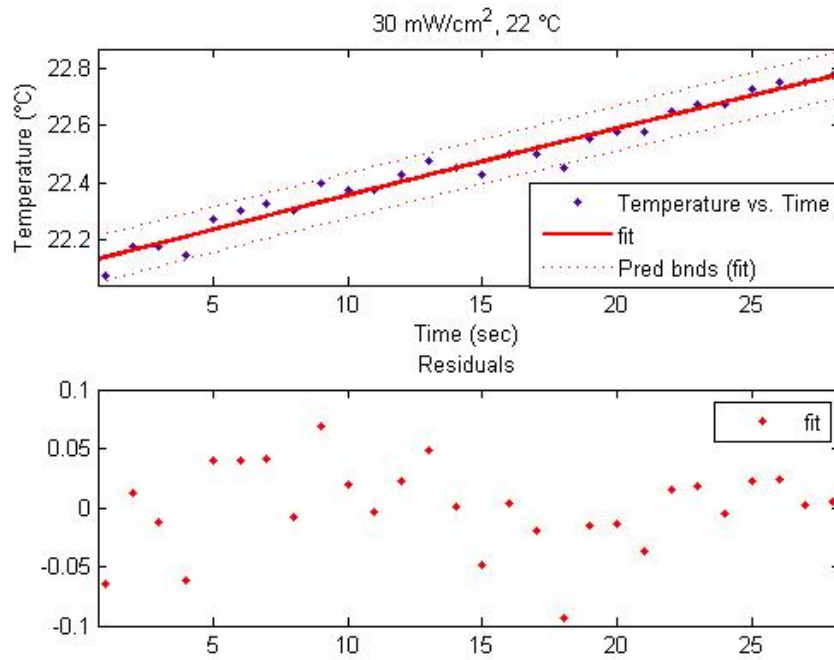 30 mW/cm², 22 °C
Temperature (°C)
22.8
22.6
22.4
22.2
Temperature vs. Time
fit
Pred bnds (fit)
5
10
15
20
25
Time (sec)
Residuals
0.1
0.05
0
-0.05
-0.1
fit
5
10
15
20
25